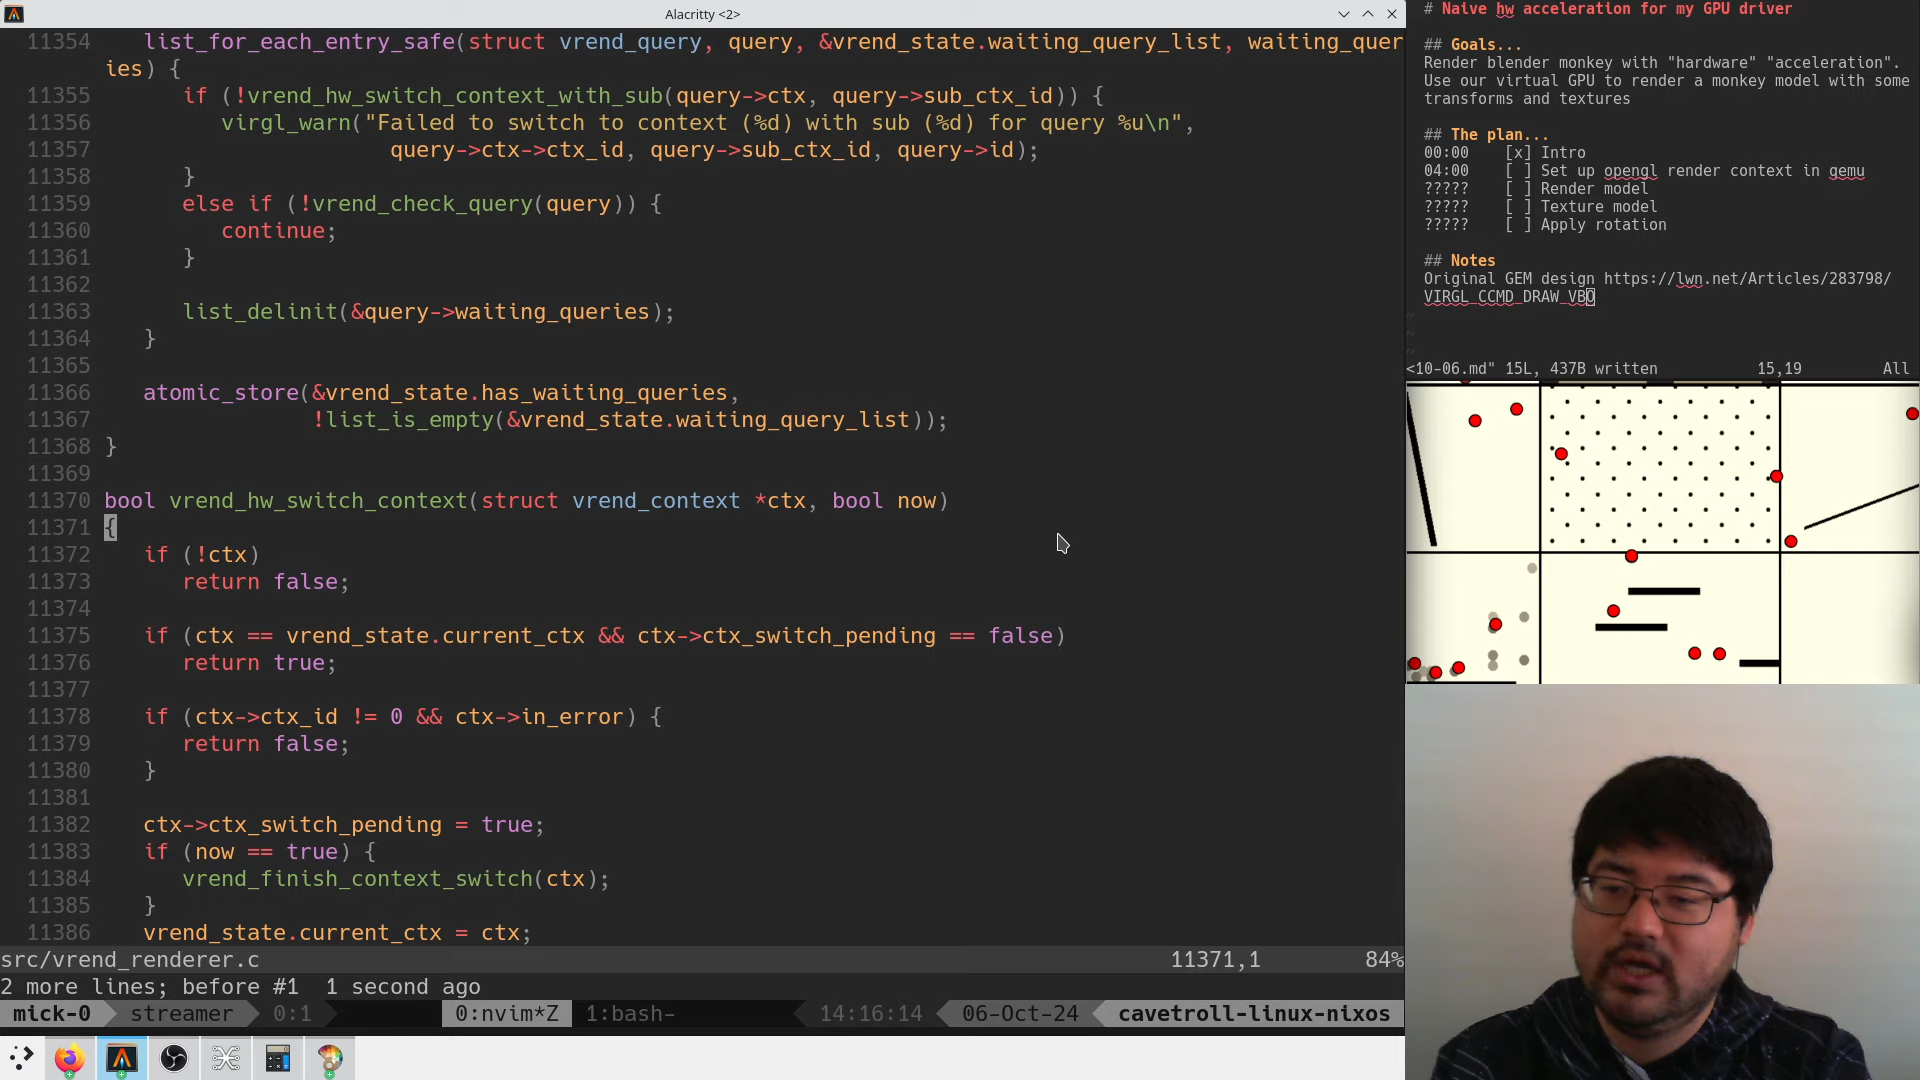 Alacritty <2>
11354 list_for_each_entry_safe(struct vrend_query, query, &vrend_state.waiting_query_list, waiting_quer
ies) {
11355 if (!vrend_hw_switch_context_with_sub(query->ctx, query->sub_ctx_id)) {
11356 virgl_warn("Failed to switch to context (%d) with sub (%d) for query %u\n",
11357 query->ctx->ctx_id, query->sub_ctx_id, query->id);
11358 }
11359 else if (!vrend_check_query(query)) {
11360 continue;
11361 }
11362
11363 list_delinit(&query->waiting_queries);
11364 }
11365
11366 atomic_store(&vrend_state.has_waiting_queries,
11367 !list_is_empty(&vrend_state.waiting_query_list));
11368 }
11369
11370 bool vrend_hw_switch_context(struct vrend_context *ctx, bool now)
11371 {
11372 if (!ctx)
11373 return false;
11374
11375 if (ctx == vrend_state.current_ctx && ctx->ctx_switch_pending == false)
11376 return true;
11377
11378 if (ctx->ctx_id != 0 && ctx->in_error) {
11379 return false;
11380 }
11381
11382 ctx->ctx_switch_pending = true;
11383 if (now == true) {
11384 vrend_finish_context_switch(ctx);
11385 }
11386 vrend_state.current_ctx = ctx;
src/vrend_renderer.c 11371,1 84%
2 more lines; before #1 1 second ago
mick-0 streamer 0:1 0:nvim*Z 1:bash- 14:16:14 06-Oct-24 cavetroll-linux-nixos
# Naive hw acceleration for my GPU driver
## Goals...
Render blender monkey with "hardware" "acceleration".
Use our virtual GPU to render a monkey model with some
transforms and textures
## The plan...
00:00 [x] Intro
04:00 [ ] Set up opengl render context in qemu
????? [ ] Render model
????? [ ] Texture model
????? [ ] Apply rotation
## Notes
Original GEM design https://lwn.net/Articles/283798/
VIRGL_CCMD_DRAW_VBO
~
~
~
<10-06.md" 15L, 437B written 15,19 All